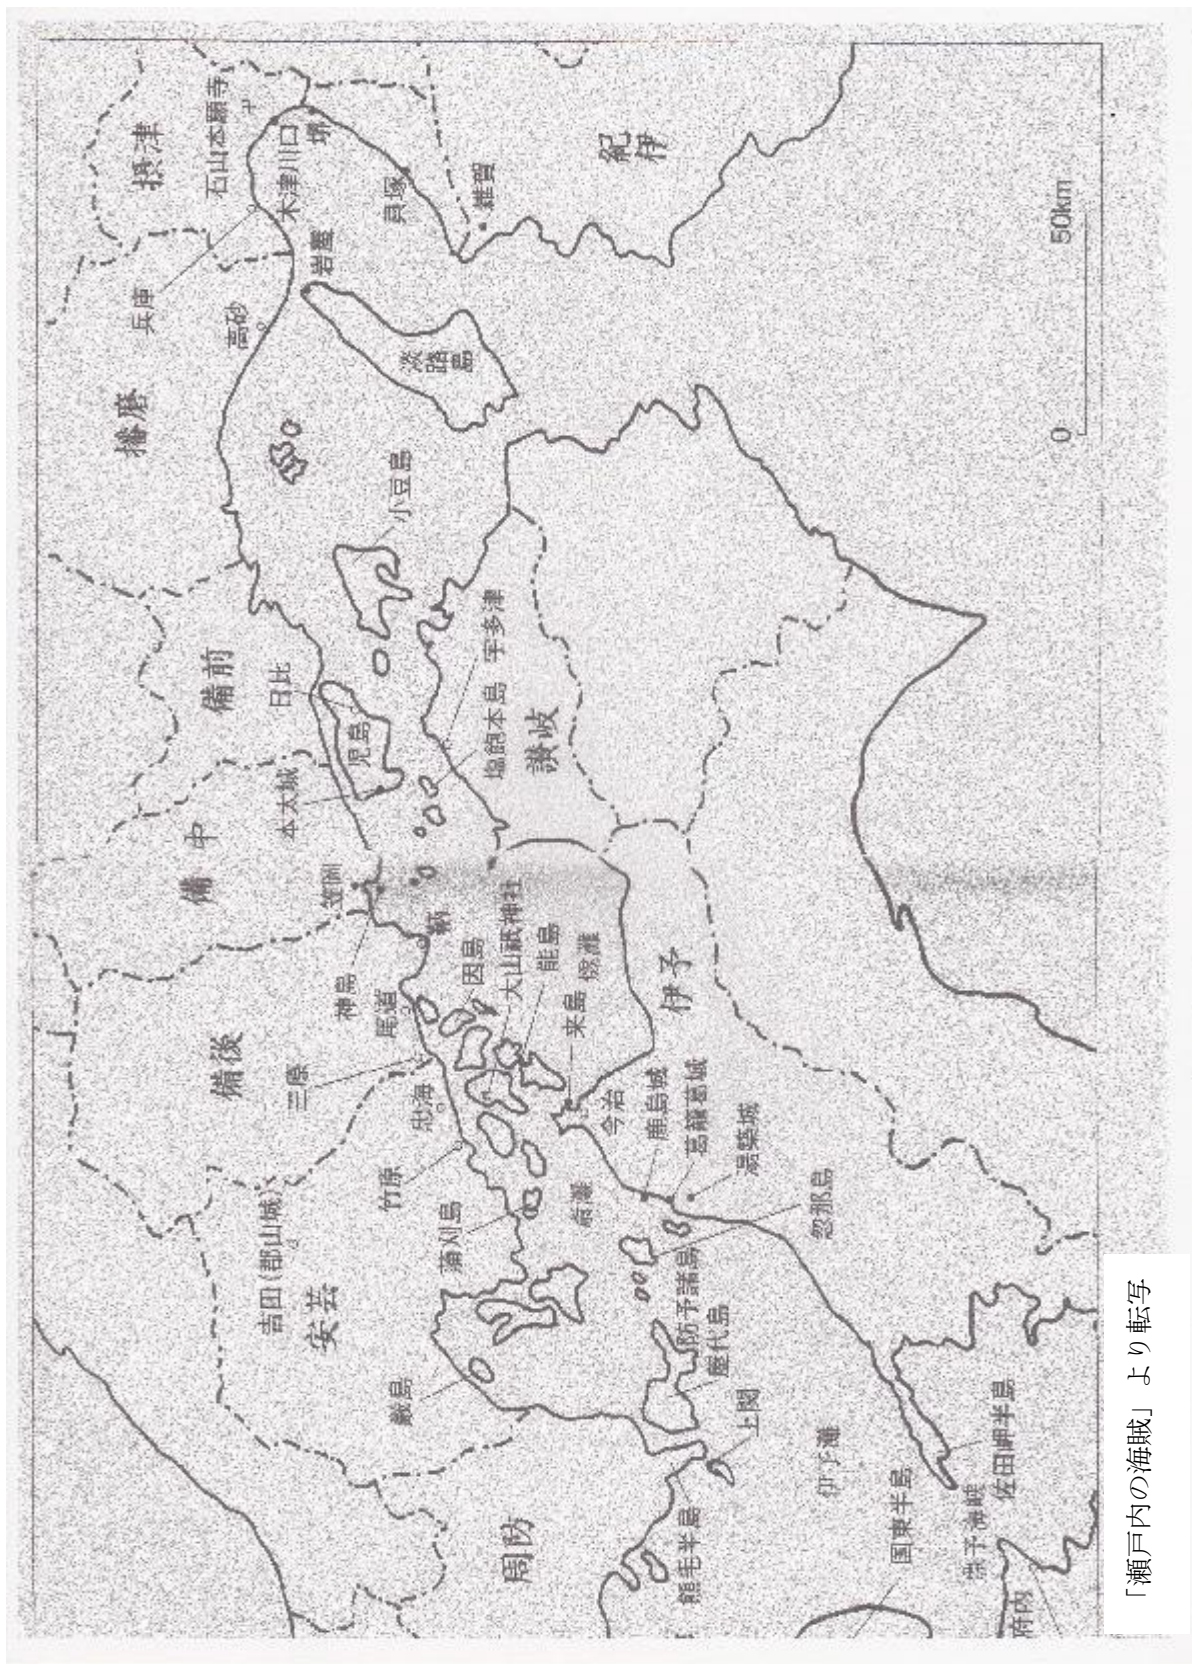 摂津
石山本願寺
木津川口
堺
貝塚
雑賀
紀伊
兵庫
岩屋
高砂
播磨
淡路島
小豆島
備前
日比
児島
本太城
宇多津
塩飽本島
讃岐
備中
笠岡
神島
鞆
尾道
因島
大山祇神社
能島
来島
燧灘
伊予
備後
三原
忠海
今治
鹿島城
葛籠葛城
湯築城
竹原
蒲刈島
斎灘
忽那島
吉田(郡山城)
安芸
防予諸島
屋代島
厳島
上関
伊予灘
周防
熊毛半島
国東半島
佐田岬半島
府内
0 50km
「瀬戸内の海賊」より転写